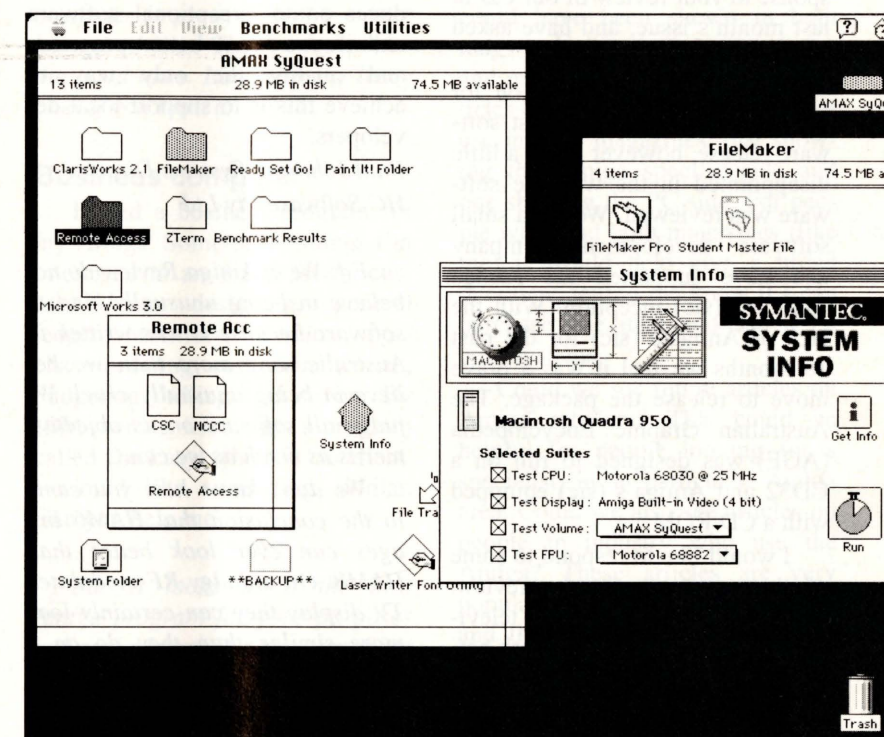 File Edit View Benchmarks Utilities
AMAX SyQuest
13 items 28.9 MB in disk 74.5 MB available
ClarisWorks 2.1 FileMaker Ready Set Go! Paint It! Folder
Remote Access ZTerm Benchmark Results
Microsoft Works 3.0
Remote Acc
3 items 28.9 MB in disk
CSC NCCC
Remote Access
System Info
File Tra
System Folder **BACKUP** LaserWriter Font Utility
AMAX SyQu
FileMaker
4 items 28.9 MB in disk 74.5 MB a
FileMaker Pro Student Master File
System Info
MACINTOSH
SYMANTEC.
SYSTEM
INFO
Macintosh Quadra 950
Get Info
Selected Suites
Test CPU: Motorola 68030 @ 25 MHz
Test Display: AmigaBuiltin Video (4 bit)
Test Volume: AMAX SyQuest
Test FPU: Motorola 68882
Run
Trash